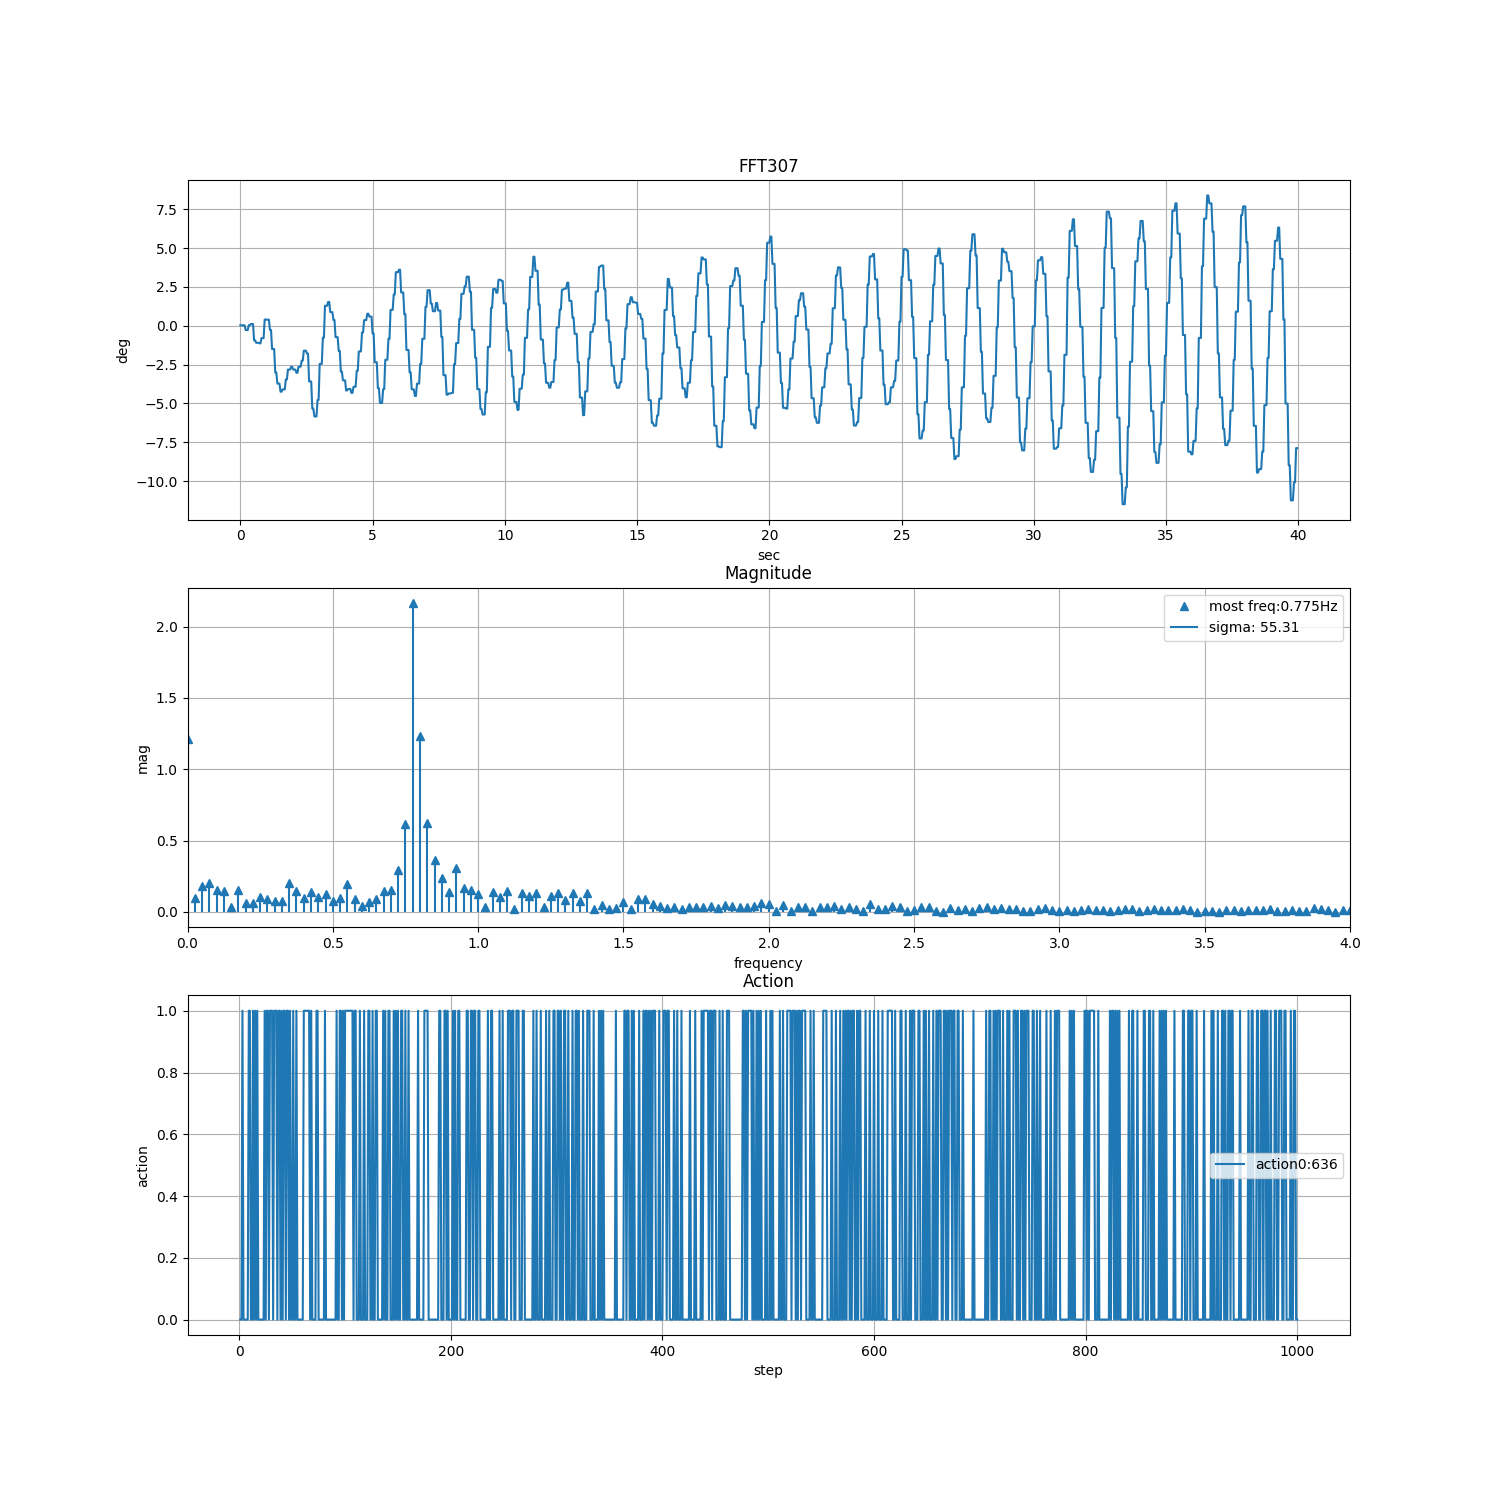 FFT307
7.5
5.0
2.5
0.0
−2.5
−5.0
−7.5
−10.0
deg
0 5 10 15 20 25 30 35 40
sec
Magnitude
most freq:0.775Hz
sigma: 55.31
2.0
1.5
1.0
0.5
0.0
mag
0.0 0.5 1.0 1.5 2.0 2.5 3.0 3.5 4.0
frequency
Action
1.0
0.8
0.6
0.4
0.2
0.0
action
action0:636
0 200 400 600 800 1000
step